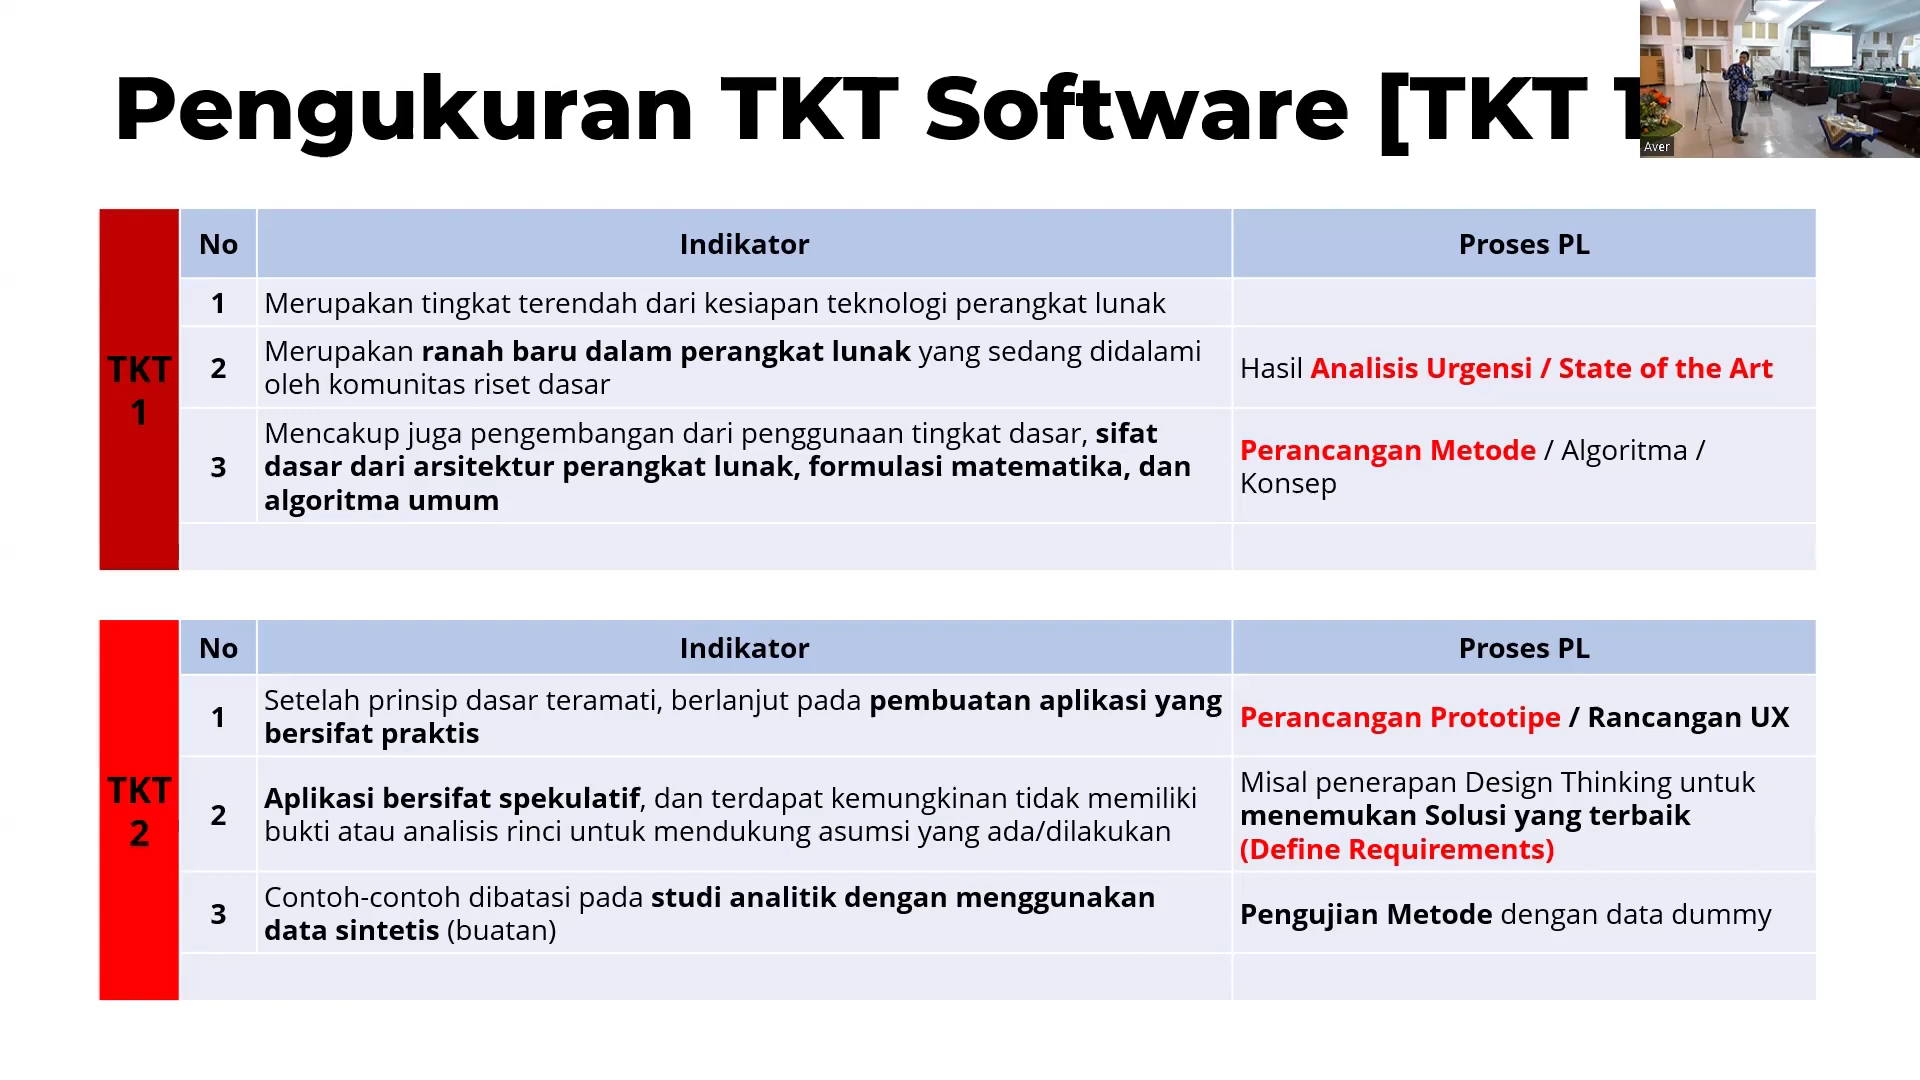 Pengukuran TKT Software [TKT 1
Aver
No Indikator Proses PL
TKT 1
1 Merupakan tingkat terendah dari kesiapan teknologi perangkat lunak
2 Merupakan ranah baru dalam perangkat lunak yang sedang didalami
oleh komunitas riset dasar
Hasil Analisis Urgensi / State of the Art
3 Mencakup juga pengembangan dari penggunaan tingkat dasar, sifat
dasar dari arsitektur perangkat lunak, formulasi matematika, dan
algoritma umum
Perancangan Metode / Algoritma /
Konsep
No Indikator Proses PL
TKT 2
1 Setelah prinsip dasar teramati, berlanjut pada pembuatan aplikasi yang
bersifat praktis
Perancangan Prototipe / Rancangan UX
2 Aplikasi bersifat spekulatif, dan terdapat kemungkinan tidak memiliki
bukti atau analisis rinci untuk mendukung asumsi yang ada/dilakukan
Misal penerapan Design Thinking untuk
menemukan Solusi yang terbaik
(Define Requirements)
3 Contoh-contoh dibatasi pada studi analitik dengan menggunakan
data sintetis (buatan)
Pengujian Metode dengan data dummy